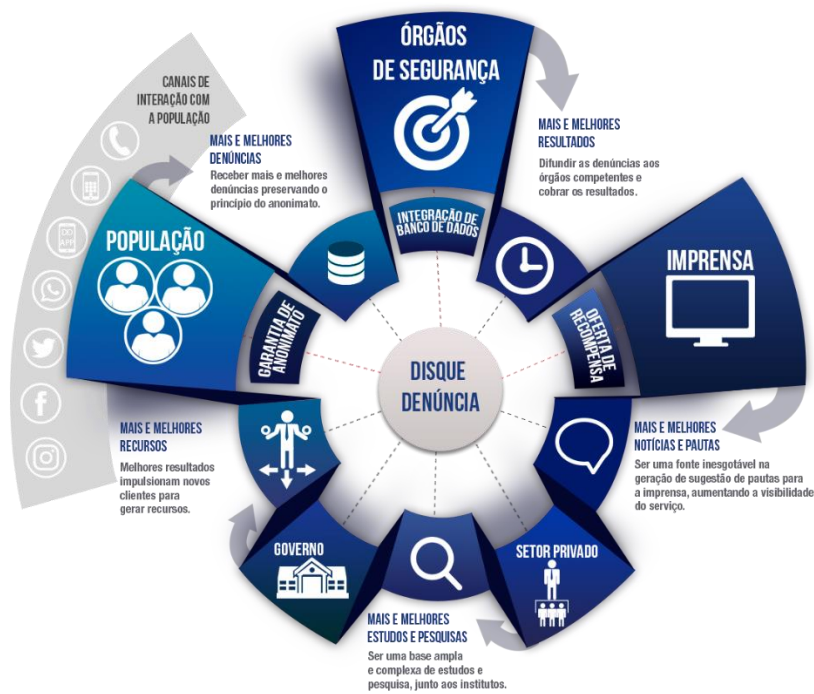 CANAIS DE
INTERAÇÃO COM
A POPULAÇÃO
DD
APP
MAIS E MELHORES
DENÚNCIAS
Receber mais e melhores
denúncias preservando o
princípio do anonimato.
ÓRGÃOS
DE SEGURANÇA
MAIS E MELHORES
RESULTADOS
Difundir as denúncias aos
órgãos competentes e
cobrar os resultados.
POPULAÇÃO
INTEGRAÇÃO DE
BANCO DE DADOS
IMPRENSA
GARANTIA DE
ANONIMATO
OFERTA DE
RECOMPENSA
DISQUE
DENÚNCIA
MAIS E MELHORES
RECURSOS
Melhores resultados
impulsionam novos
clientes para
gerar recursos.
MAIS E MELHORES
NOTÍCIAS E PAUTAS
Ser uma fonte inesgotável na
geração de sugestão de pautas para
a imprensa, aumentando a visibilidade
do serviço.
GOVERNO
SETOR PRIVADO
MAIS E MELHORES
ESTUDOS E PESQUISAS
Ser uma base ampla
e complexa de estudos e
pesquisa, junto aos institutos.